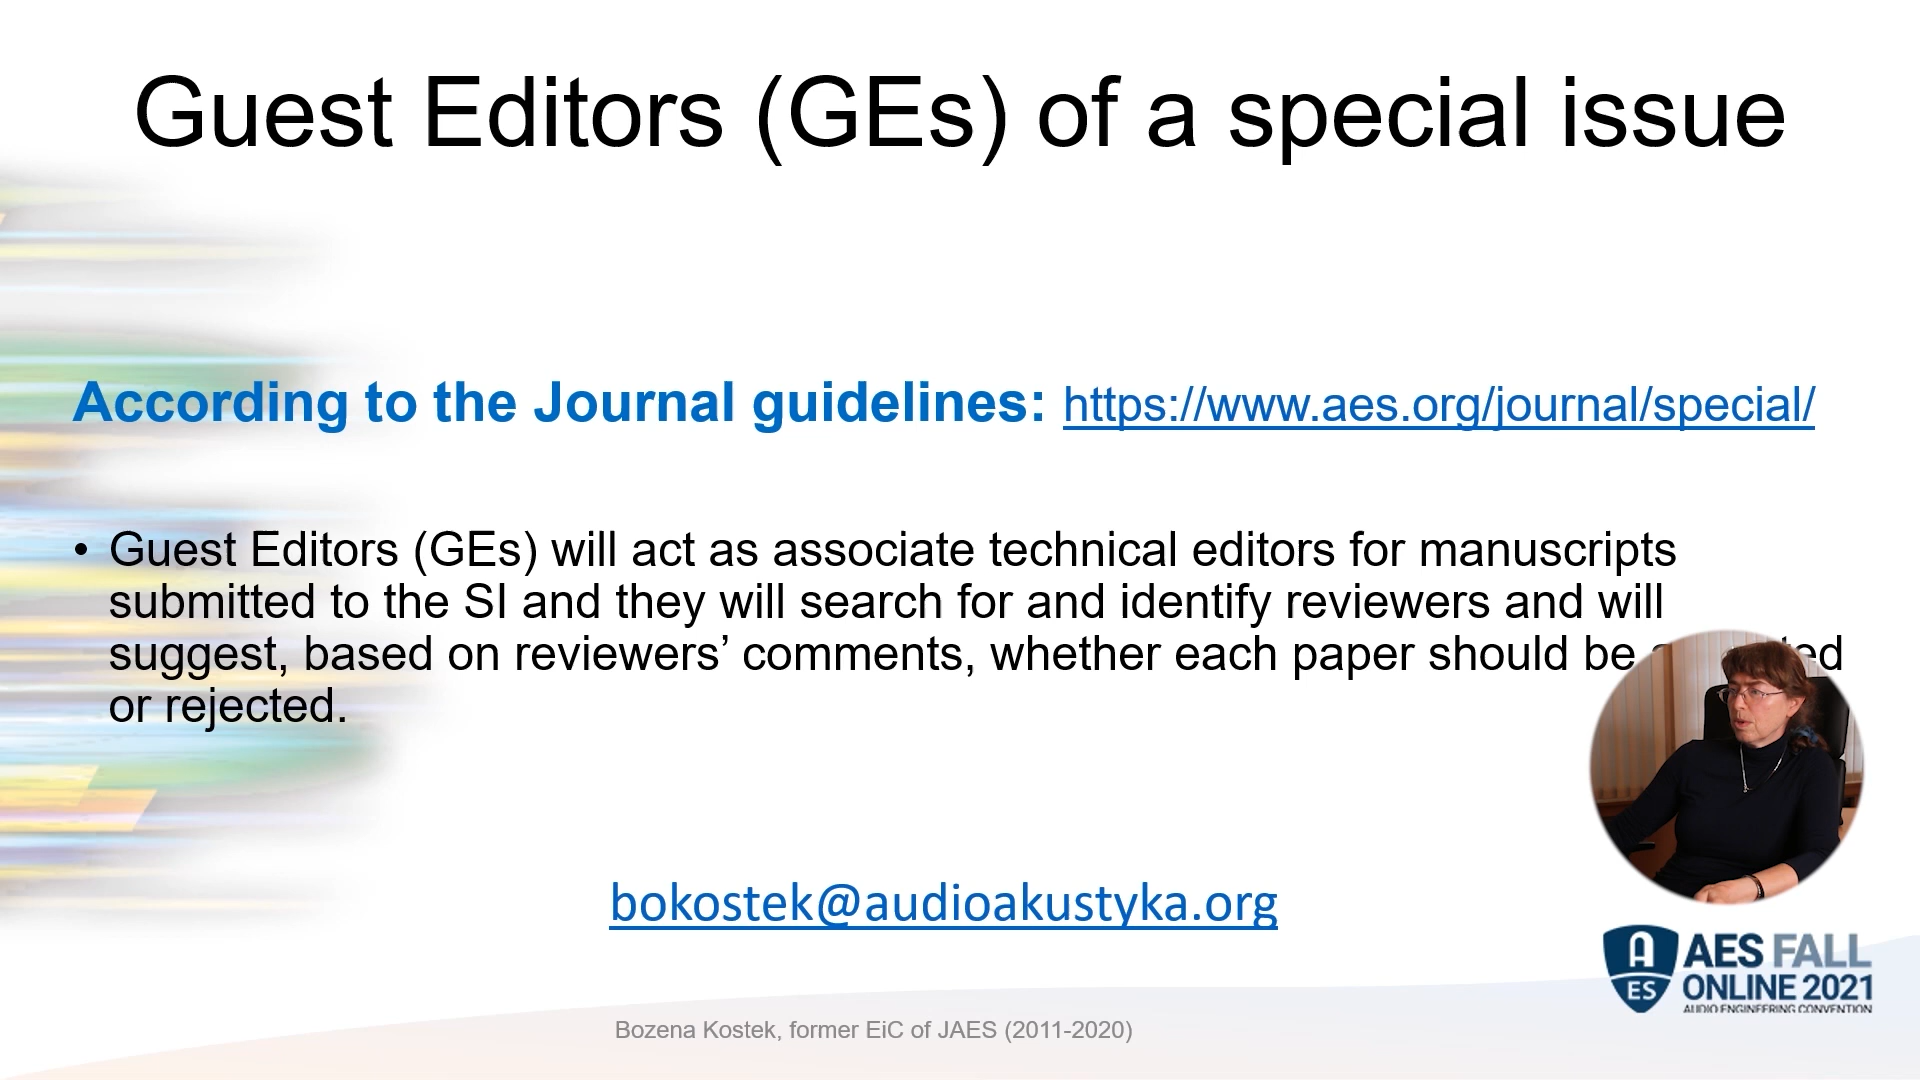 Guest Editors (GEs) of a special issue
According to the Journal guidelines: https://www.aes.org/journal/special/
• Guest Editors (GEs) will act as associate technical editors for manuscripts
submitted to the SI and they will search for and identify reviewers and will
suggest, based on reviewers’ comments, whether each paper should be
or rejected.
bokostek@audioakustyka.org
A
ES
AES FALL
ONLINE 2021
AUDIO ENGINEERING CONVENTION
Bozena Kostek, former EiC of JAES (2011-2020)